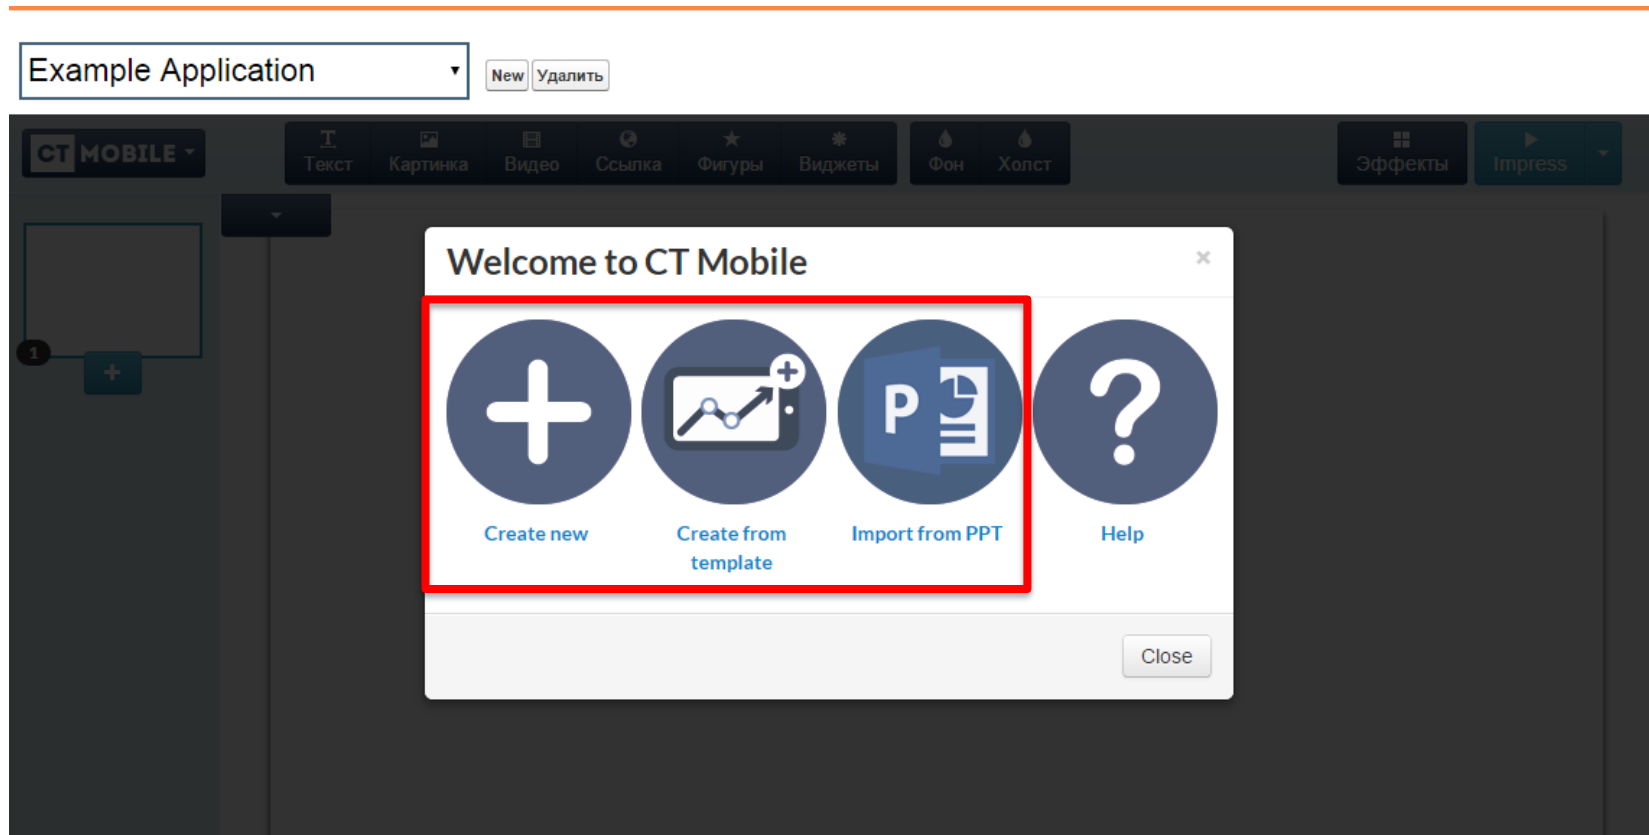 Example Application
New Удалить
CT MOBILE
Текст Картинка Видео Ссылка Фигуры Виджеты Фон Холст Эффекты Impress
1
Welcome to CT Mobile ×
P
Create new Create from template Import from PPT Help
Close